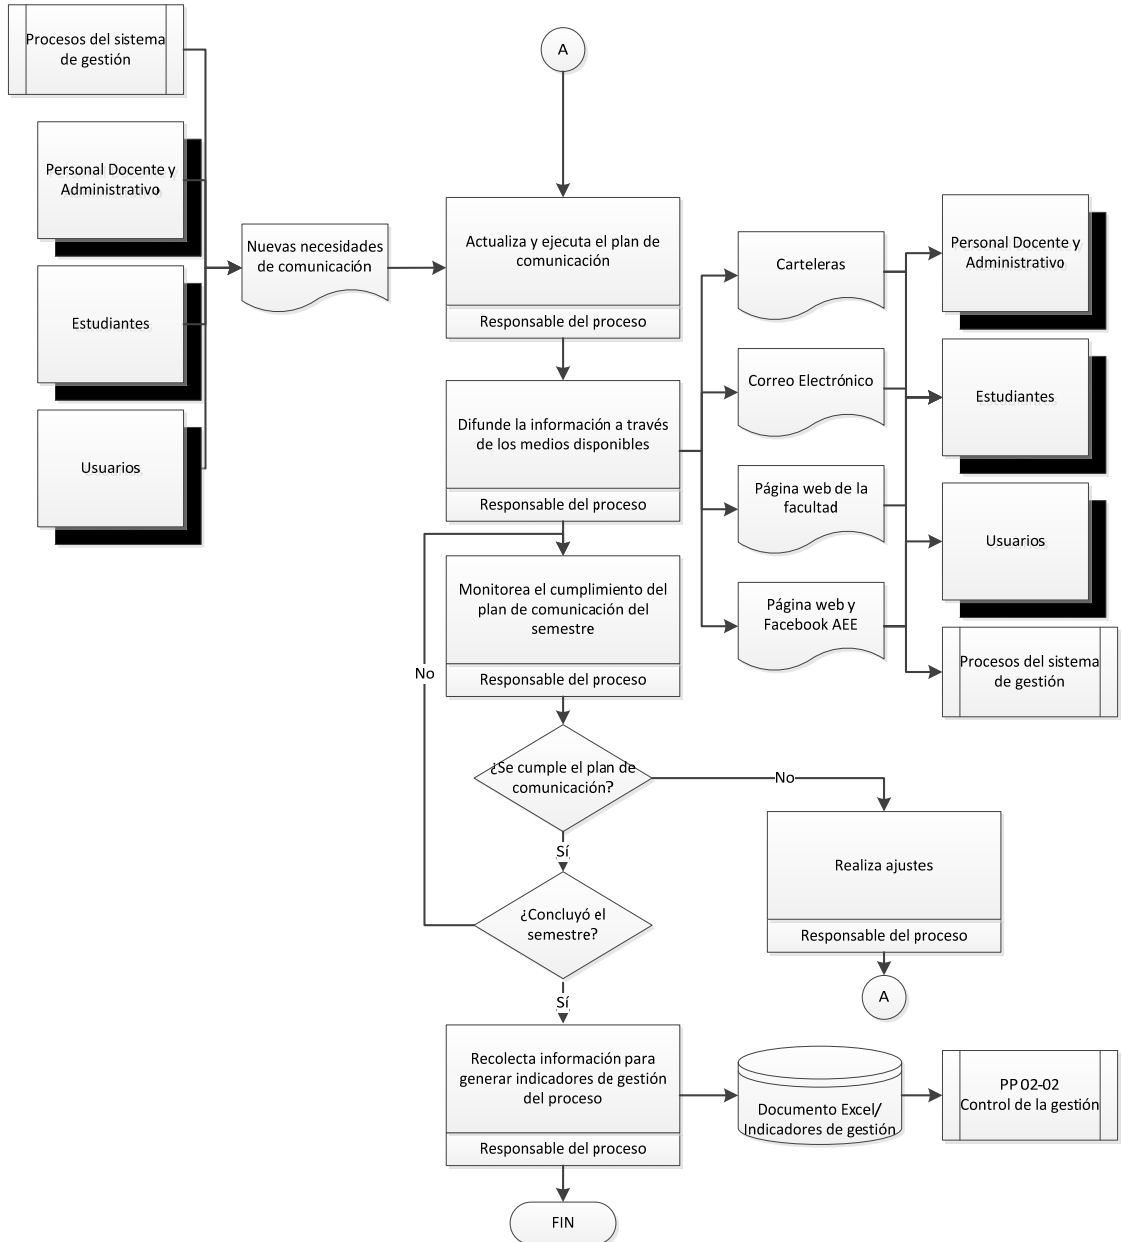 Procesos del sistema
de gestión
A
Personal Docente y
Administrativo
Estudiantes
Usuarios
Nuevas necesidades
de comunicación
Actualiza y ejecuta el plan de
comunicación
Responsable del proceso
Difunde la información a través
de los medios disponibles
Responsable del proceso
Carteleras
Correo Electrónico
Página web de la
facultad
Página web y
Facebook AEE
Personal Docente y
Administrativo
Estudiantes
Usuarios
Procesos del sistema
de gestión
Monitorea el cumplimiento del
plan de comunicación del
semestre
Responsable del proceso
No
¿Se cumple el plan de
comunicación?
No
Realiza ajustes
Responsable del proceso
A
Sí
¿Concluyó el
semestre?
Sí
Recolecta información para
generar indicadores de gestión
del proceso
Responsable del proceso
Documento Excel/
Indicadores de gestión
PP 02-02
Control de la gestión
FIN